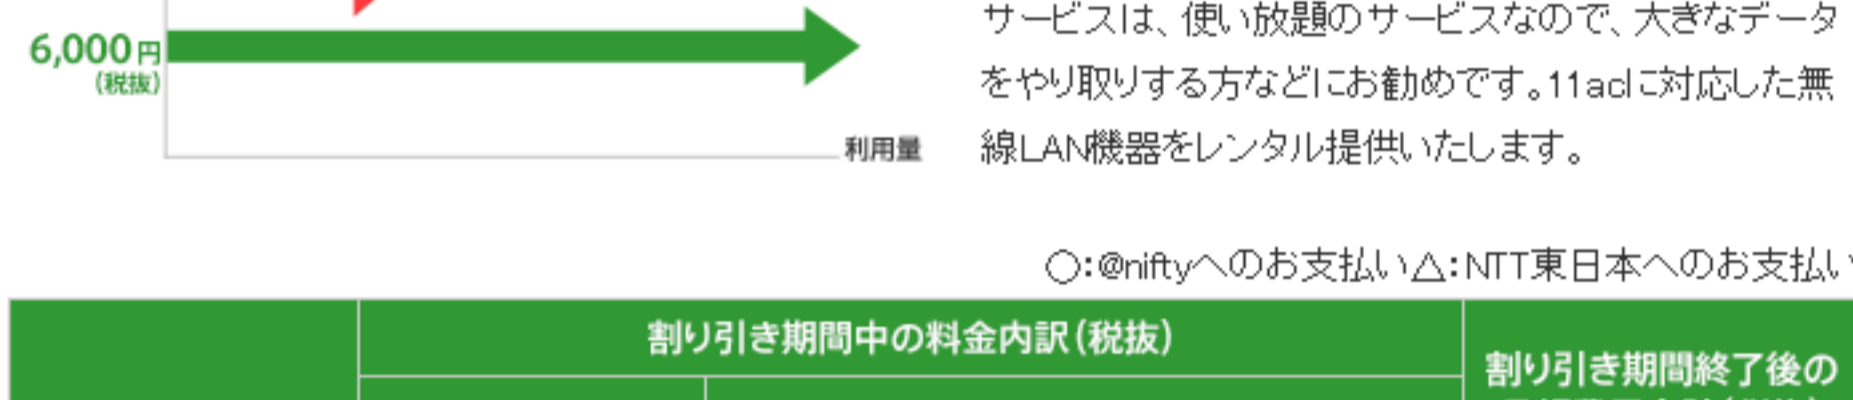 6,000円
(税抜)
利用量
サービスは、使い放題のサービスなので、大きなデータ
をやり取りする方などにお勧めです。11acに対応した無
線LAN機器をレンタル提供いたします。
○:@niftyへのお支払い△:NTT東日本へのお支払い
割り引き期間中の料金内訳(税抜)
割り引き期間終了後の